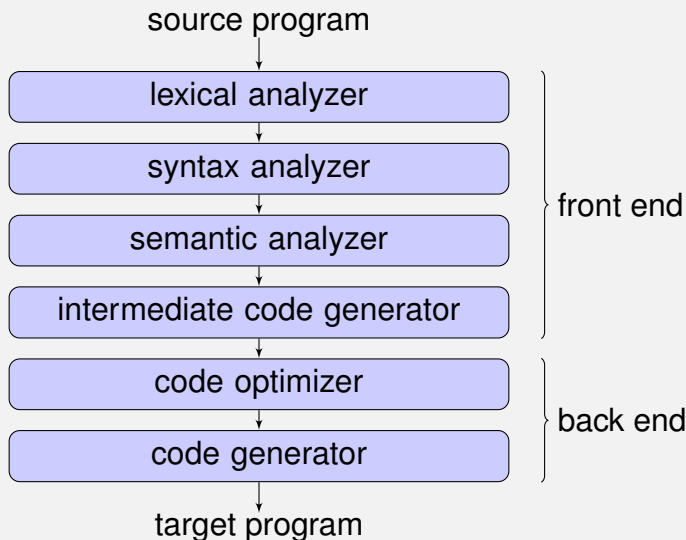 source program
lexical analyzer
syntax analyzer
front end
semantic analyzer
intermediate code generator
code optimizer
back end
code generator
target program